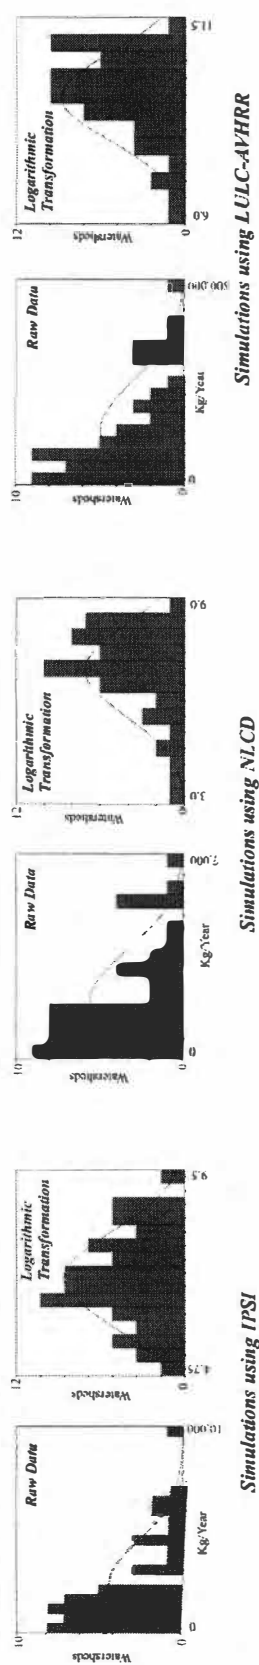 10
Watersheds
0
Raw Data
0
Kg/Year
10,000
12
Watersheds
0
Logarithmic
Transformation
4.75
9.5
Simulations using IPSI
10
Watersheds
0
Raw Data
0
Kg/Year
7,000
12
Watersheds
0
Logarithmic
Transformation
3.0
9.0
Simulations using NLCD
10
Watersheds
0
Raw Data
0
Kg/Year
12
Watersheds
0
Logarithmic
Transformation
6.0
11.5
Simulations using LULC-AVHRR